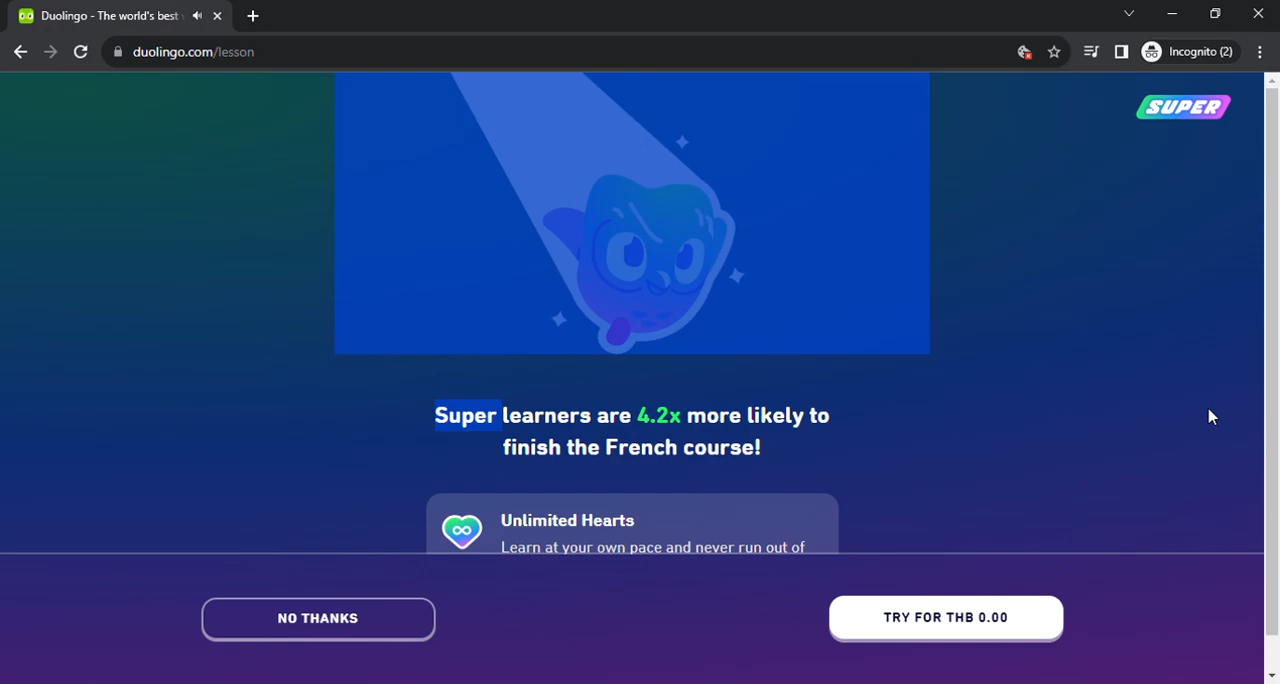 Duolingo - The world's best
duolingo.com/lesson
Incognito (2)
SUPER
Super learners are 4.2x more likely to
finish the French course!
Unlimited Hearts
Learn at your own pace and never run out of
NO THANKS
TRY FOR THB 0.00